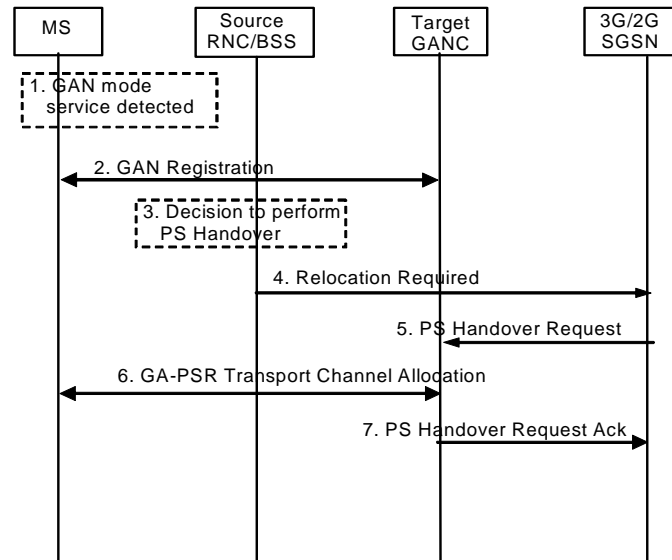 MS
Source
RNC/BSS
Target
GANC
3G/2G
SGSN
1. GAN mode
service detected
2. GAN Registration
3. Decision to perform
PS Handover
4. Relocation Required
5. PS Handover Request
6. GA-PSR Transport Channel Allocation
7. PS Handover Request Ack